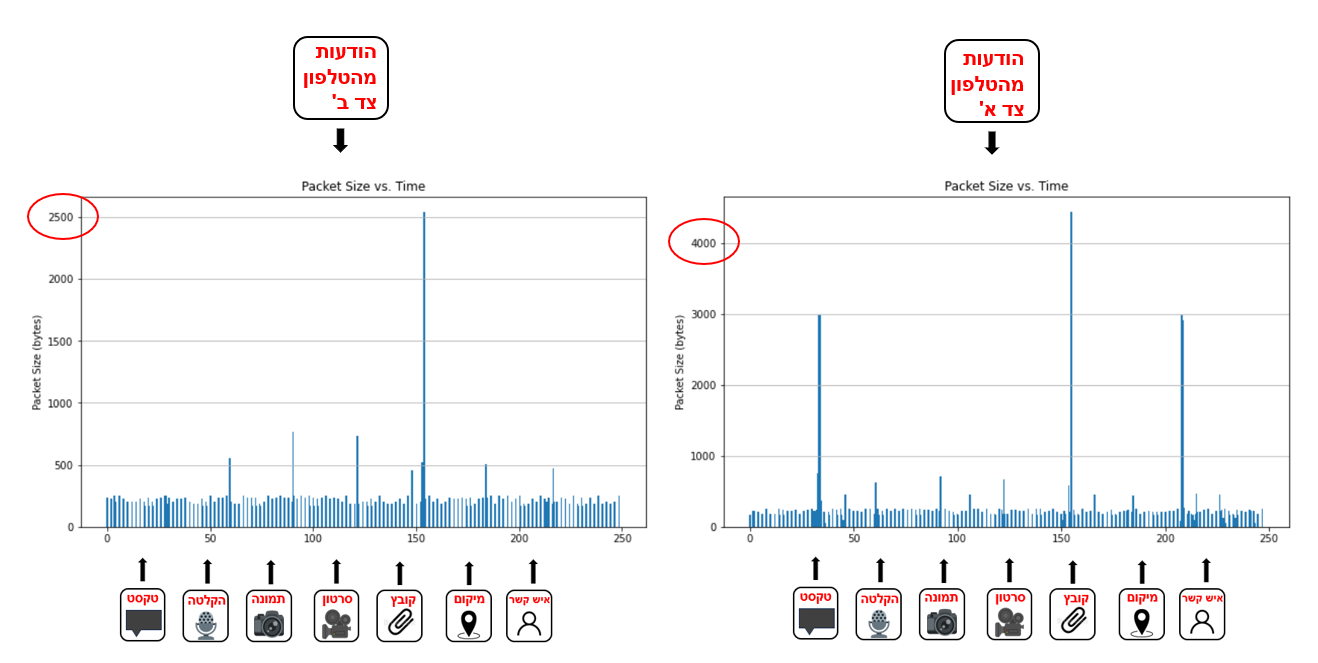 הודעות
מהטלפון
צד ב'
הודעות
מהטלפון
צד א'
Packet Size vs. Time
2500
2000
1500
1000
500
0
Packet Size (bytes)
0 50 100 150 200 250
טקסט
הקלטה
תמונה
סרטון
קובץ
מיקום
איש קשר
Packet Size vs. Time
4000
3000
2000
1000
0
Packet Size (bytes)
0 50 100 150 200 250
טקסט
הקלטה
תמונה
סרטון
קובץ
מיקום
איש קשר